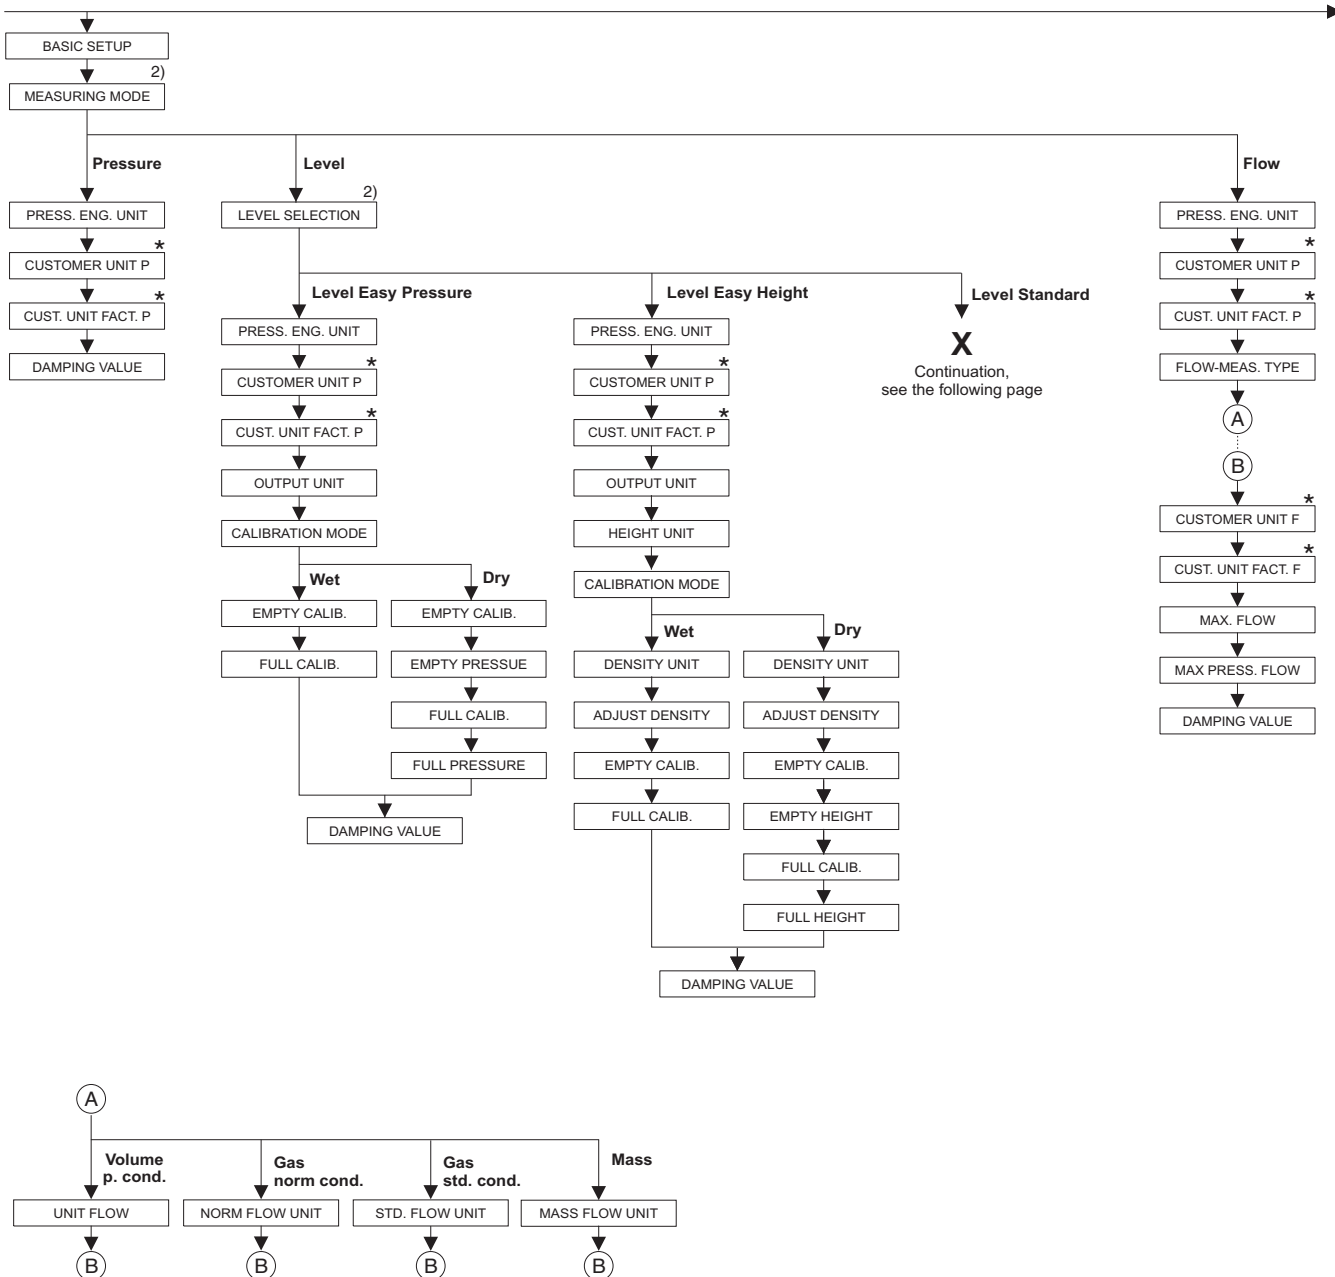 BASIC SETUP
2)
MEASURING MODE
Pressure
PRESS. ENG. UNIT
*
CUSTOMER UNIT P
*
CUST. UNIT FACT. P
DAMPING VALUE
Level
2)
LEVEL SELECTION
Level Easy Pressure
PRESS. ENG. UNIT
*
CUSTOMER UNIT P
*
CUST. UNIT FACT. P
OUTPUT UNIT
CALIBRATION MODE
Wet
EMPTY CALIB.
FULL CALIB.
Dry
EMPTY CALIB.
EMPTY PRESSUE
FULL CALIB.
FULL PRESSURE
DAMPING VALUE
Level Easy Height
PRESS. ENG. UNIT
*
CUSTOMER UNIT P
*
CUST. UNIT FACT. P
OUTPUT UNIT
HEIGHT UNIT
CALIBRATION MODE
Wet
DENSITY UNIT
ADJUST DENSITY
EMPTY CALIB.
FULL CALIB.
Dry
DENSITY UNIT
ADJUST DENSITY
EMPTY CALIB.
EMPTY HEIGHT
FULL CALIB.
FULL HEIGHT
DAMPING VALUE
Level Standard
X
Continuation,
see the following page
Flow
PRESS. ENG. UNIT
*
CUSTOMER UNIT P
*
CUST. UNIT FACT. P
FLOW-MEAS. TYPE
A
B
*
CUSTOMER UNIT F
*
CUST. UNIT FACT. F
MAX. FLOW
MAX PRESS. FLOW
DAMPING VALUE
A
Volume
p. cond.
UNIT FLOW
B
Gas
norm cond.
NORM FLOW UNIT
B
Gas
std. cond.
STD. FLOW UNIT
B
Mass
MASS FLOW UNIT
B